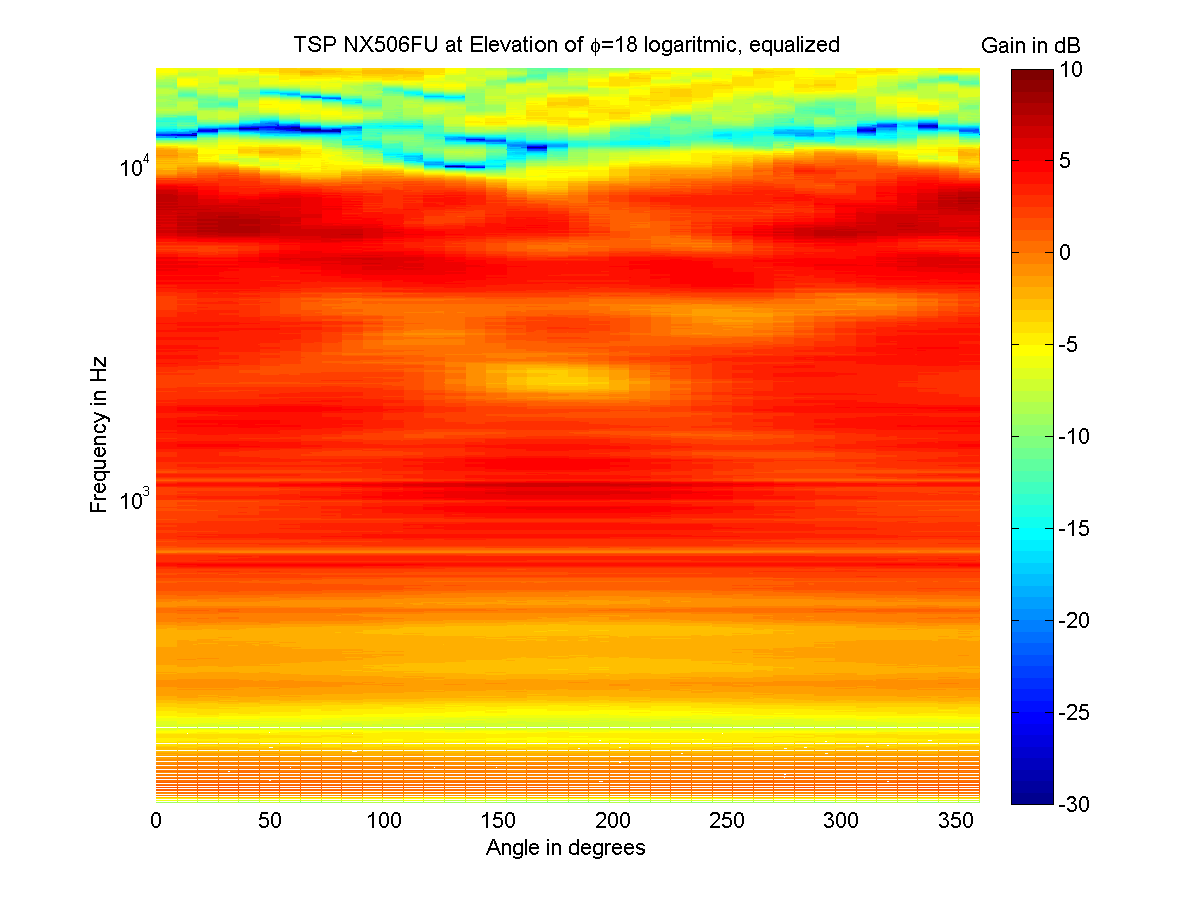 TSP NX506FU at Elevation of ϕ=18 logaritmic, equalized
Gain in dB
10
5
0
-5
-10
-15
-20
-25
-30
Frequency in Hz
10^4
10^3
0 50 100 150 200 250 300 350
Angle in degrees